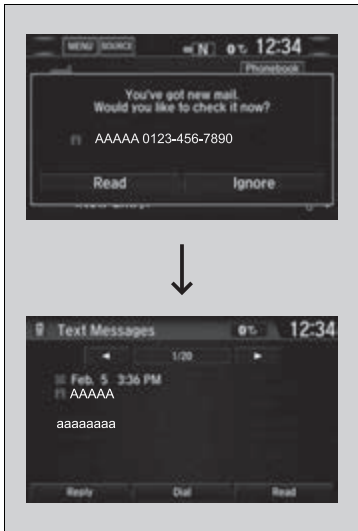 MENU SOURCE N 0℃ 12:34
Phonebook
You've got new mail.
Would you like to check it now?
AAAAA 0123-456-7890
Read Ignore
Text Messages 0℃ 12:34
1/20
Feb. 5 3:36 PM
AAAAA
aaaaaaaa
Reply Dial Read